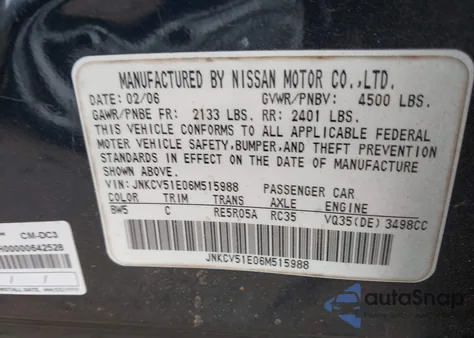 MANUFACTURED BY NISSAN MOTOR CO.,LTD.
DATE: 02/06 GVWR/PNBV: 4500 LBS.
GAWR/PNBE FR: 2133 LBS. RR: 2401 LBS.
THIS VEHICLE CONFORMS TO ALL APPLICABLE FEDERAL
MOTOR VEHICLE SAFETY, BUMPER, AND THEFT PREVENTION
STANDARDS IN EFFECT ON THE DATE OF MANUFACTURE
SHOWN ABOVE.
VIN: JNKCV51E06M515988 PASSENGER CAR
COLOR TRIM TRANS AXLE ENGINE
BW5 C RE5R05A RC35 VQ35(DE) 3498CC
JNKCV51E06M515988
CM-DC3
H00000642528
/ /
INSTALL DATE
autoSnap